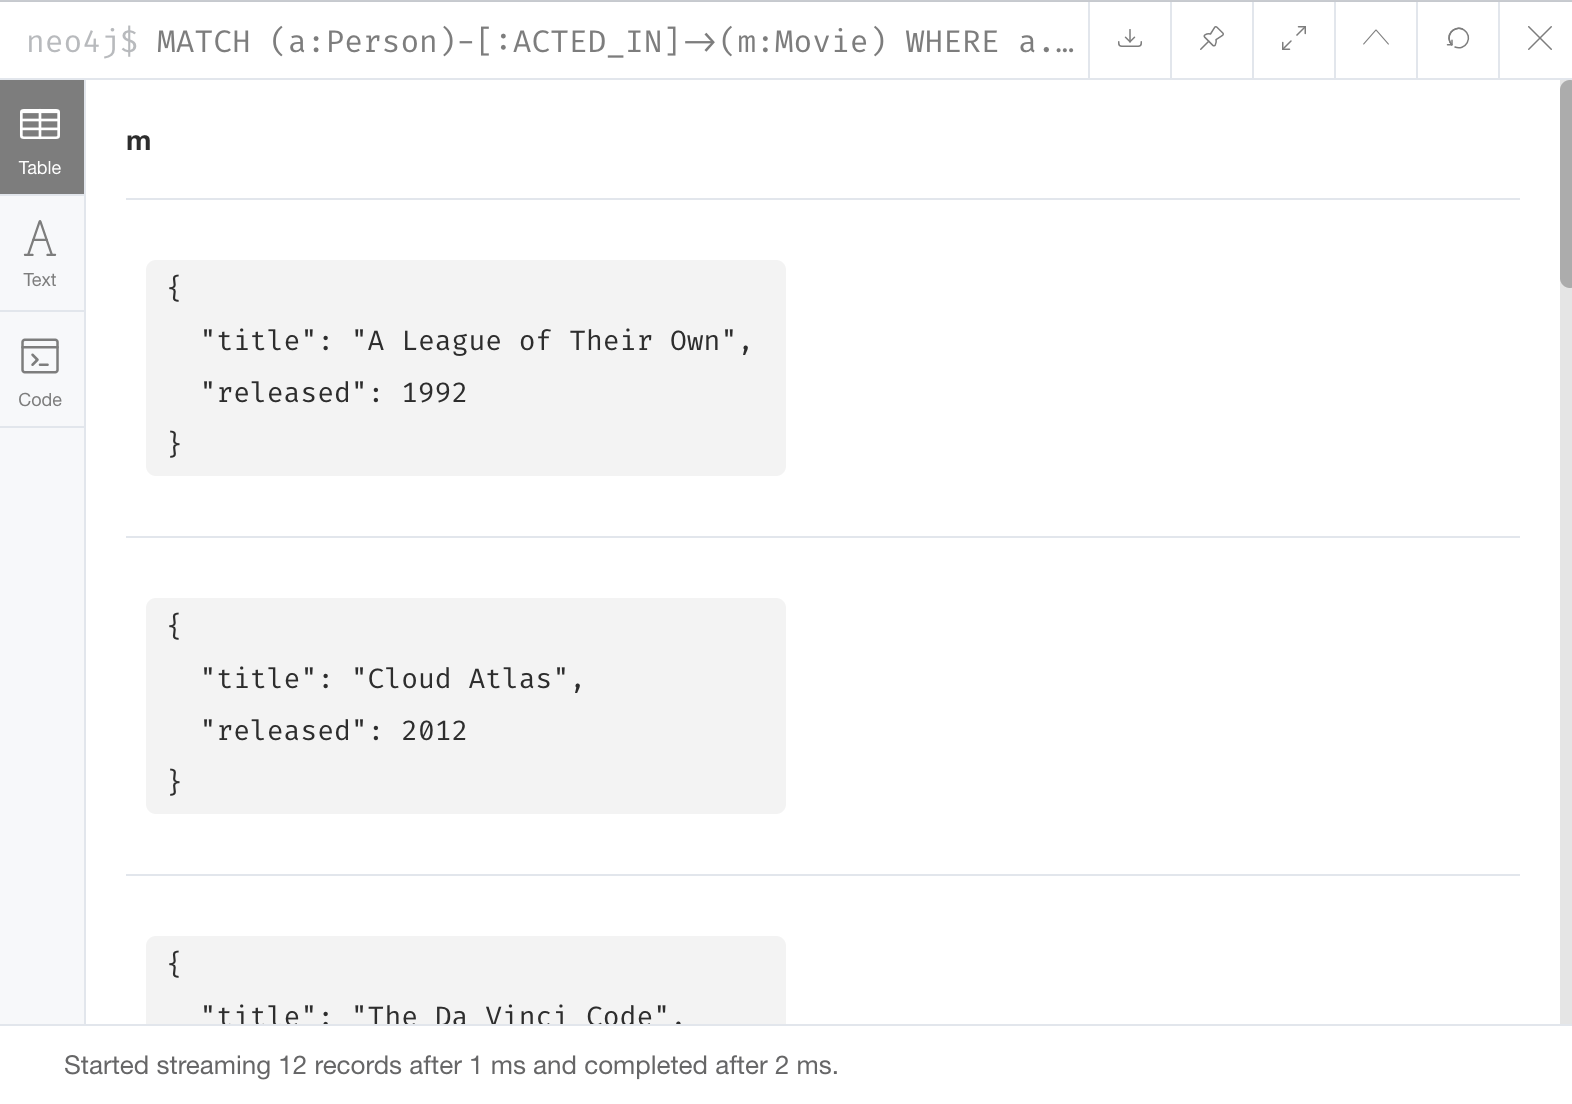 neo4j$ MATCH (a:Person)-[:ACTED_IN]->(m:Movie) WHERE a.…
Table
Text
Code
m
{
"title": "A League of Their Own",
"released": 1992
}
{
"title": "Cloud Atlas",
"released": 2012
}
{
"title": "The Da Vinci Code",
Started streaming 12 records after 1 ms and completed after 2 ms.